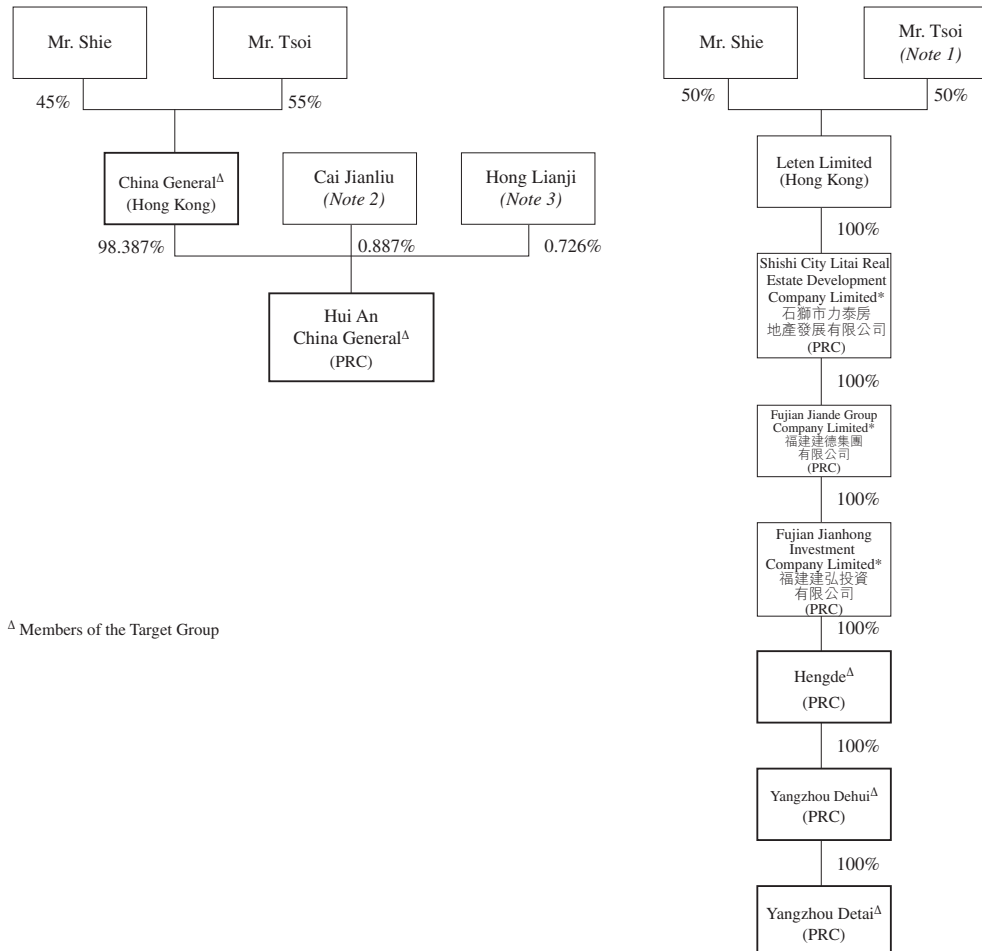 Mr. Shie
Mr. Tsoi
45%
55%
China General^Δ
(Hong Kong)
Cai Jianliu
(Note 2)
Hong Lianji
(Note 3)
98.387%
0.887%
0.726%
Hui An
China General^Δ
(PRC)
^Δ Members of the Target Group
Mr. Shie
Mr. Tsoi
(Note 1)
50%
50%
Leten Limited
(Hong Kong)
100%
Shishi City Litai Real
Estate Development
Company Limited*
石獅市力泰房
地產發展有限公司
(PRC)
100%
Fujian Jiande Group
Company Limited*
福建建德集團
有限公司
(PRC)
100%
Fujian Jianhong
Investment
Company Limited*
福建建弘投資
有限公司
(PRC)
100%
Hengde^Δ
(PRC)
100%
Yangzhou Dehui^Δ
(PRC)
100%
Yangzhou Detai^Δ
(PRC)